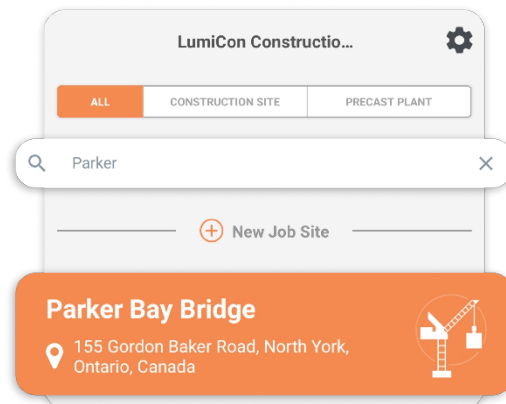 LumiCon Constructio...
ALL CONSTRUCTION SITE PRECAST PLANT
Parker
New Job Site
Parker Bay Bridge
155 Gordon Baker Road, North York,
Ontario, Canada